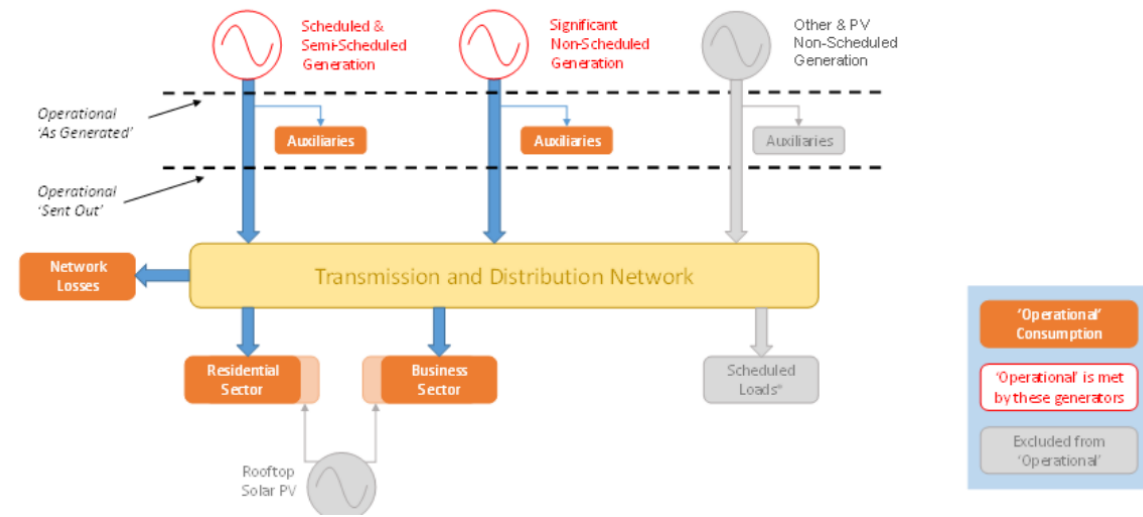 Scheduled &
Semi-Scheduled
Generation
Significant
Non-Scheduled
Generation
Other & PV
Non-Scheduled
Generation
Operational
'As Generated'
Auxiliaries
Auxiliaries
Auxiliaries
Operational
'Sent Out'
Network
Losses
Transmission and Distribution Network
Residential
Sector
Business
Sector
Scheduled
Loads*
Rooftop
Solar PV
'Operational'
Consumption
'Operational' is met
by these generators
Excluded from
'Operational'